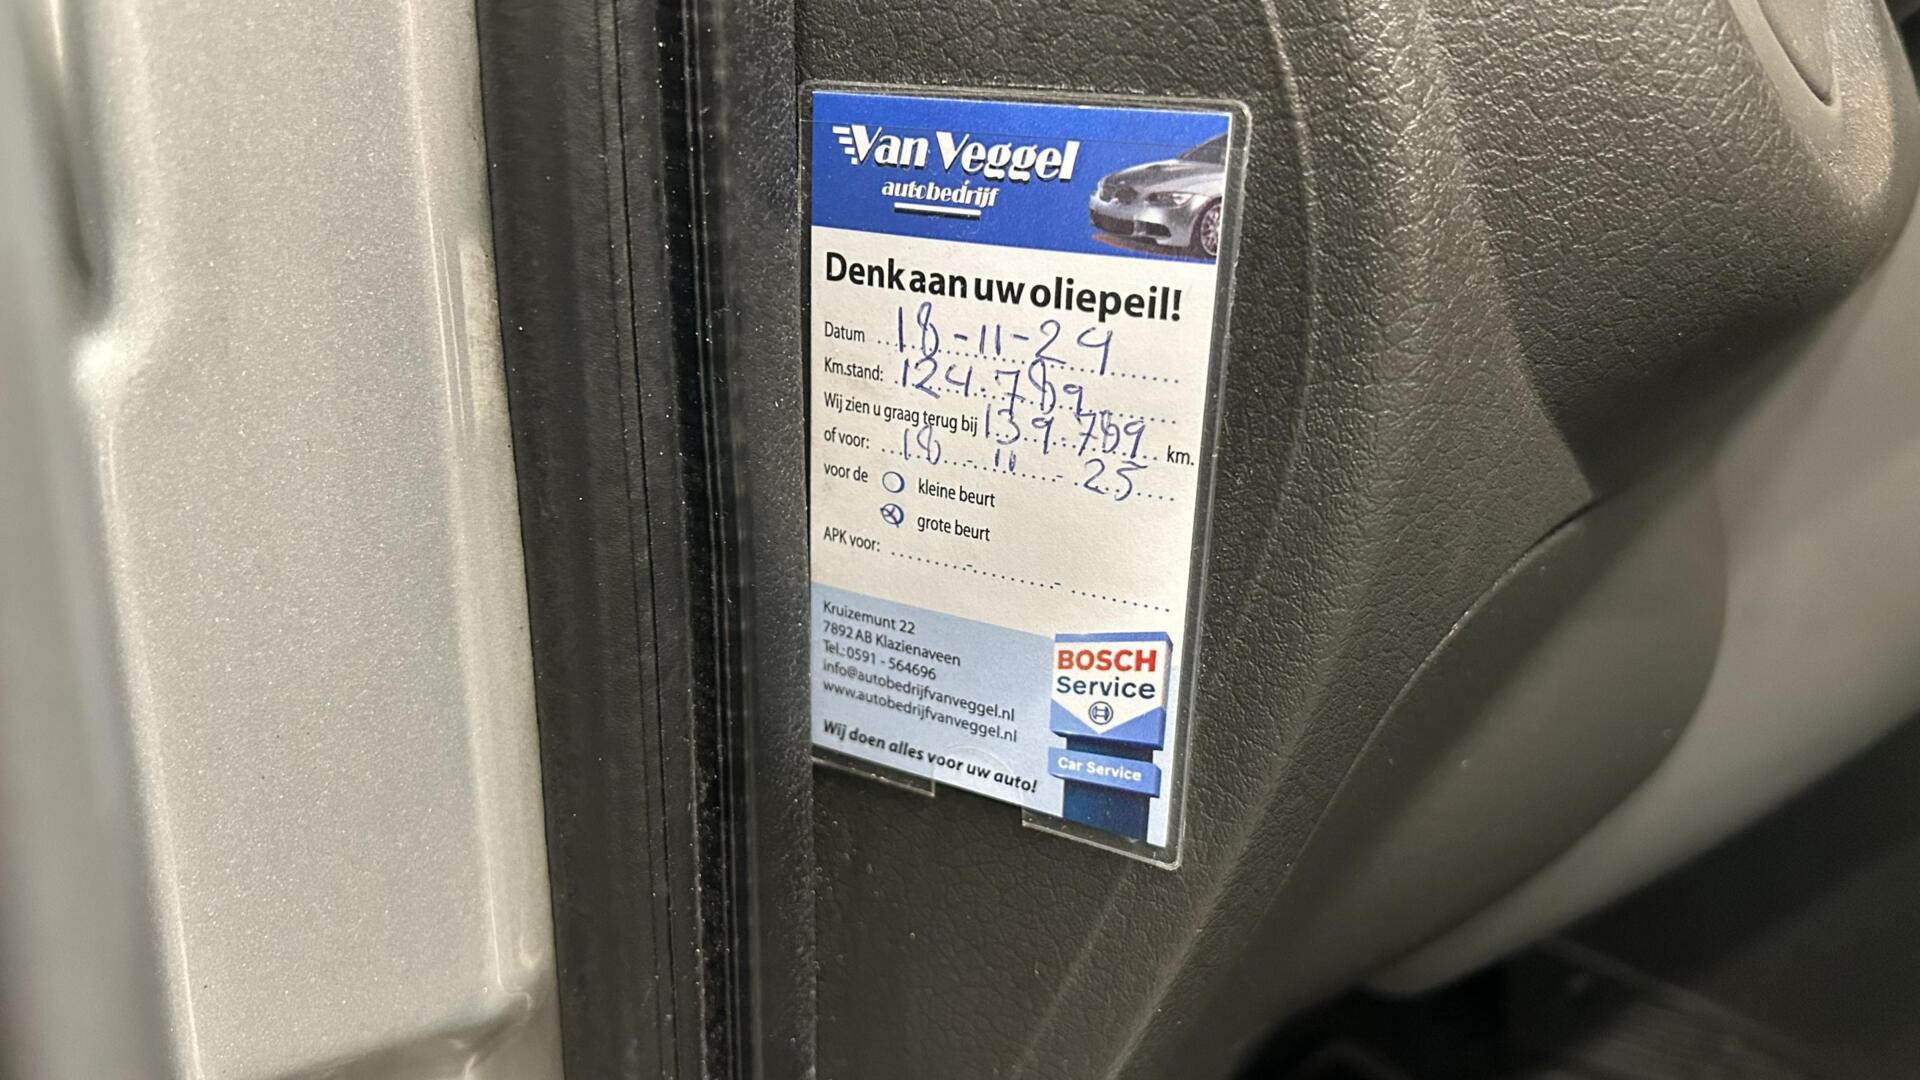 Van Veggel
autobedrijf
Denk aan uw oliepeil!
Datum 18-11-24
Km.stand: 124.789
Wij zien u graag terug bij 139.789 km.
of voor: 18 - 11 - 25
voor de kleine beurt
grote beurt
APK voor:
Kruizemunt 22
7892 AB Klazienaveen
Tel.:0591 - 564696
info@autobedrijfvanveggel.nl
www.autobedrijfvanveggel.nl
Wij doen alles voor uw auto!
BOSCH
Service
Car Service